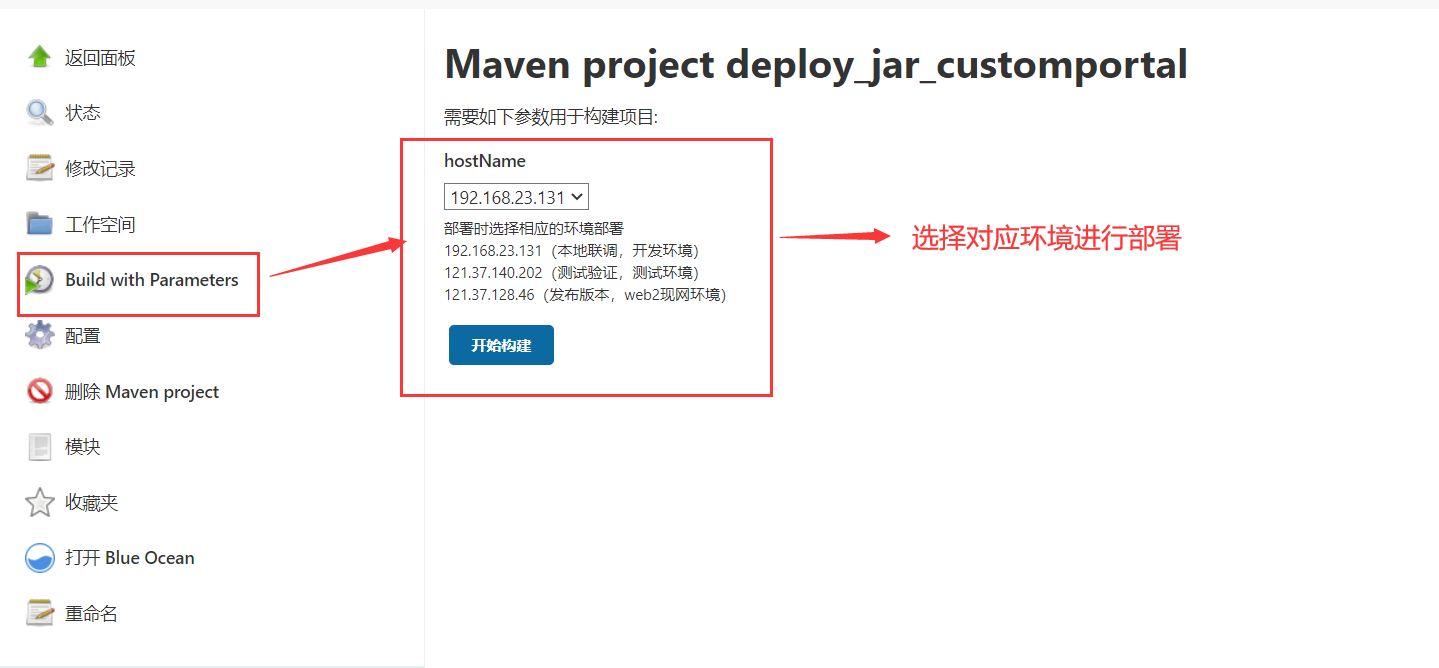 返回面板
状态
修改记录
工作空间
Build with Parameters
配置
删除 Maven project
模块
收藏夹
打开 Blue Ocean
重命名
Maven project deploy_jar_customportal
需要如下参数用于构建项目:
hostName
192.168.23.131
部署时选择相应的环境部署
192.168.23.131（本地联调，开发环境）
121.37.140.202（测试验证，测试环境）
121.37.128.46（发布版本，web2现网环境）
开始构建
选择对应环境进行部署